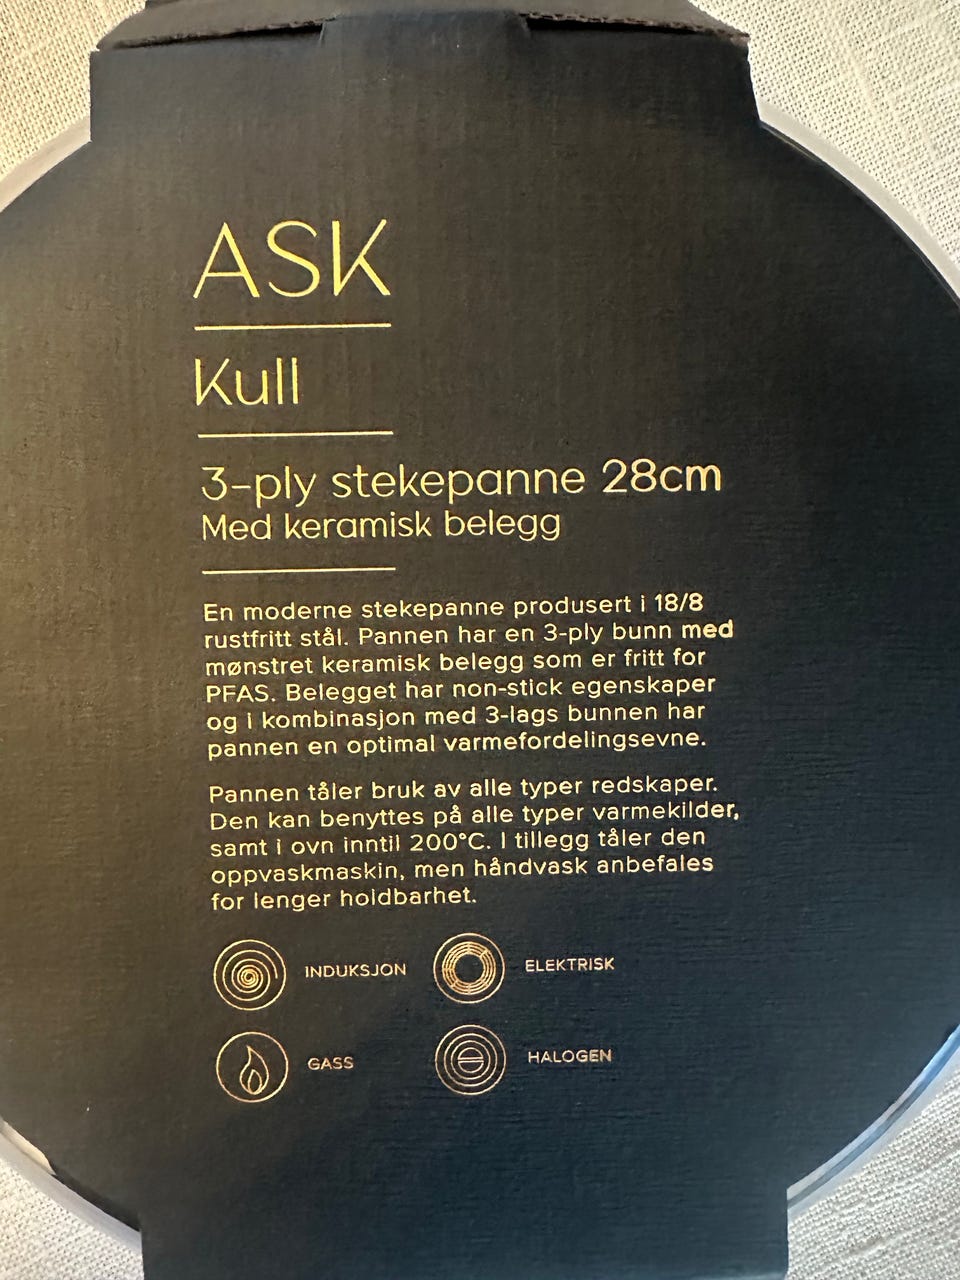 ASK
Kull
3-ply stekepanne 28cm
Med keramisk belegg
En moderne stekepanne produsert i 18/8
rustfritt stål. Pannen har en 3-ply bunn med
mønstret keramisk belegg som er fritt for
PFAS. Belegget har non-stick egenskaper
og i kombinasjon med 3-lags bunnen har
pannen en optimal varmefordelingsevne.
Pannen tåler bruk av alle typer redskaper.
Den kan benyttes på alle typer varmekilder,
samt i ovn inntil 200°C. I tillegg tåler den
oppvaskmaskin, men håndvask anbefales
for lenger holdbarhet.
INDUKSJON ELEKTRISK
GASS HALOGEN